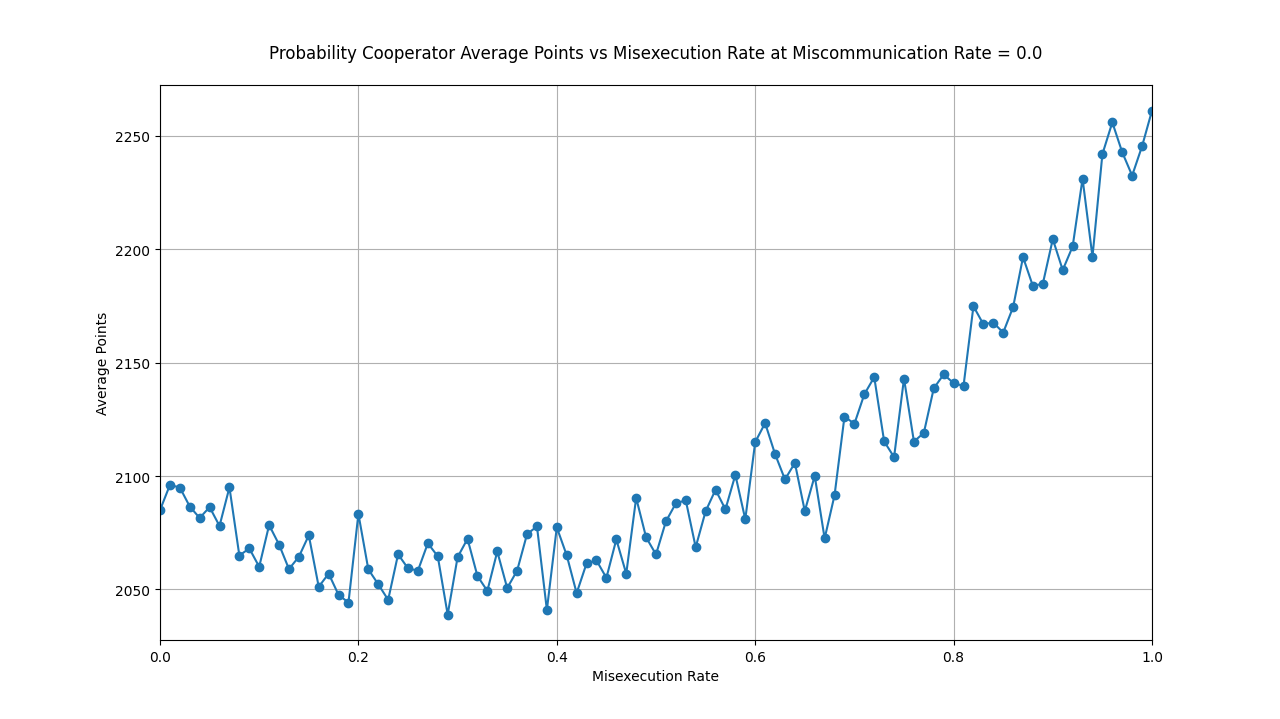 Probability Cooperator Average Points vs Misexecution Rate at Miscommunication Rate = 0.0
2250
2200
2150
2100
2050
Average Points
0.0 0.2 0.4 0.6 0.8 1.0
Misexecution Rate